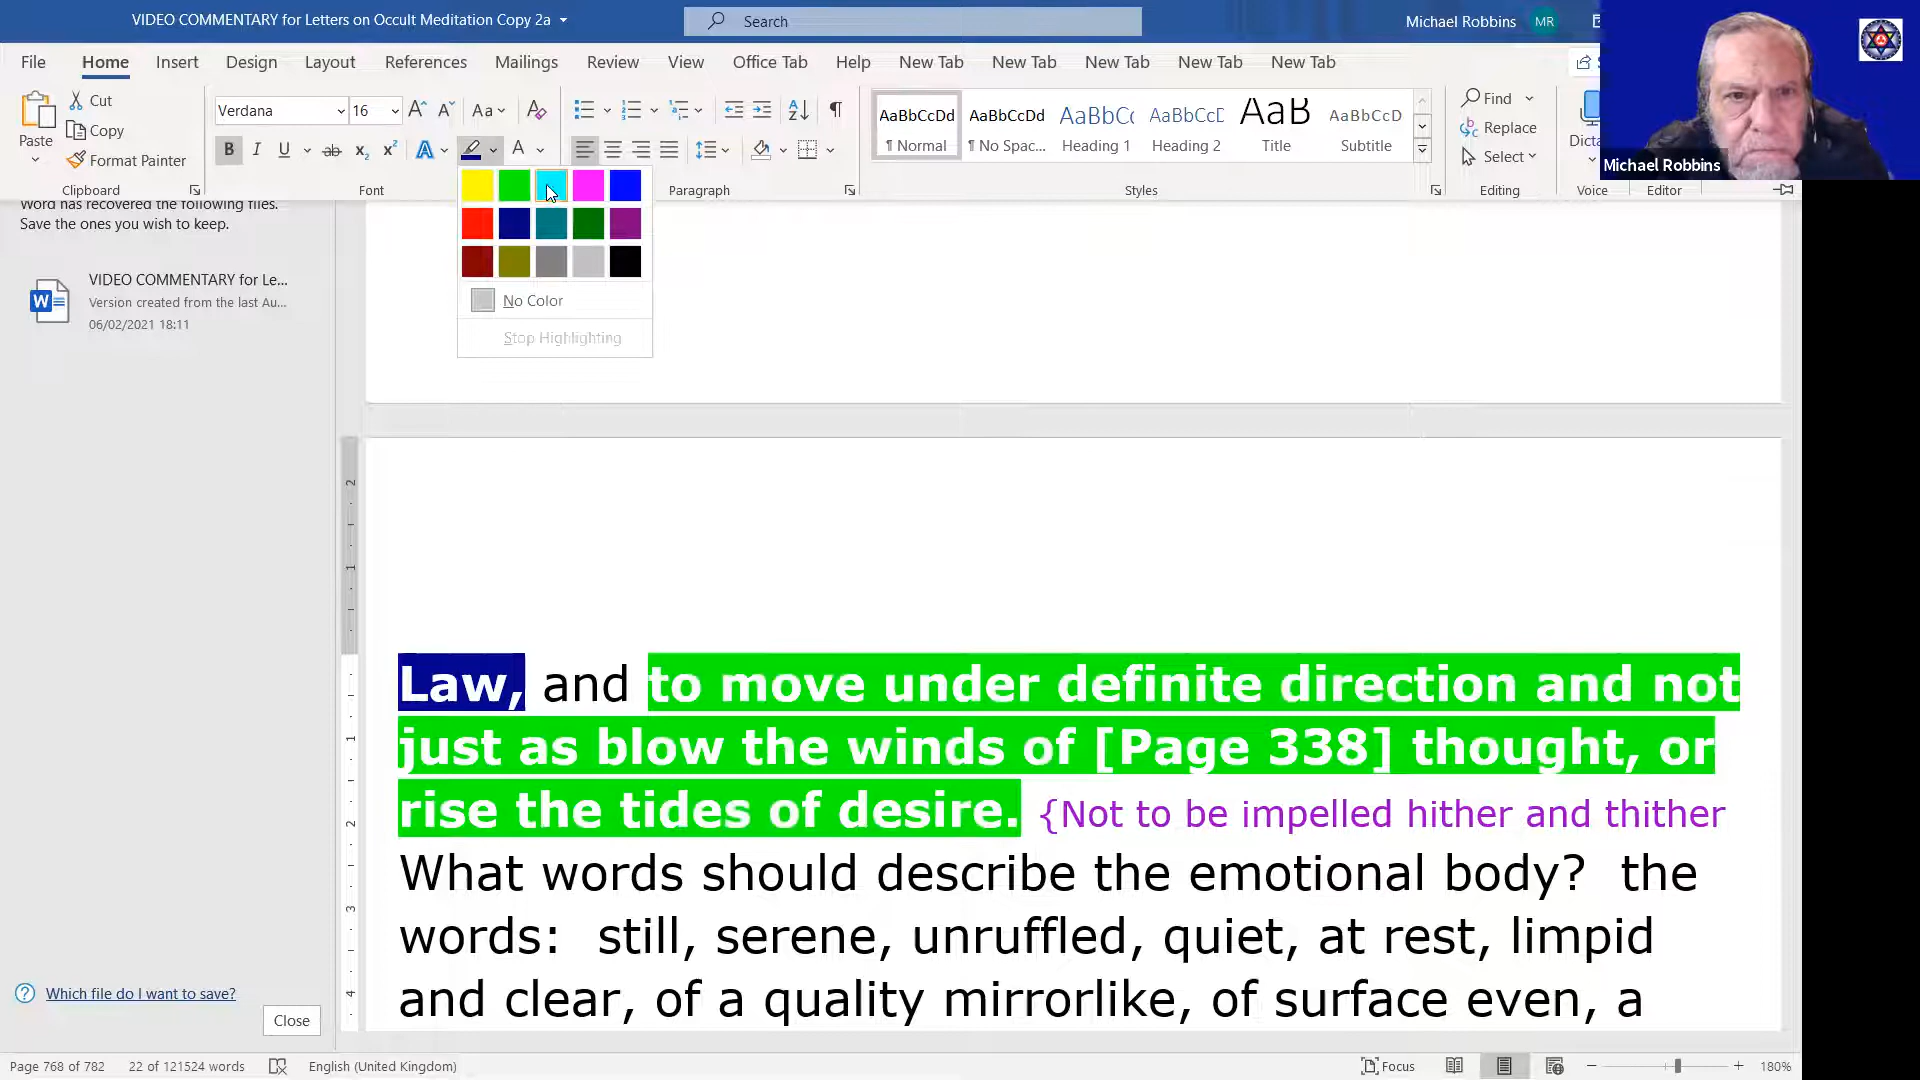 VIDEO COMMENTARY for Letters on Occult Meditation Copy 2a
Search
Michael Robbins
MR
File Home Insert Design Layout References Mailings Review View Office Tab Help New Tab New Tab New Tab New Tab New Tab
Paste
Cut
Copy
Format Painter
Clipboard
Verdana
16
Font
Paragraph
AaBbCcDd
¶ Normal
AaBbCcDd
¶ No Spac...
AaBbCc
Heading 1
AaBbCcD
Heading 2
AaB
Title
AaBbCcD
Subtitle
Styles
Find
Replace
Select
Editing
Dicta
Voice
Editor
Michael Robbins
No Color
Stop Highlighting
Word has recovered the following files.
Save the ones you wish to keep.
VIDEO COMMENTARY for Le...
Version created from the last Au...
06/02/2021 18:11
Law, and to move under definite direction and not
just as blow the winds of [Page 338] thought, or
rise the tides of desire. {Not to be impelled hither and thither
What words should describe the emotional body? the
words: still, serene, unruffled, quiet, at rest, limpid
and clear, of a quality mirrorlike, of surface even, a
Which file do I want to save?
Close
Page 768 of 782
22 of 121524 words
English (United Kingdom)
Focus
180%